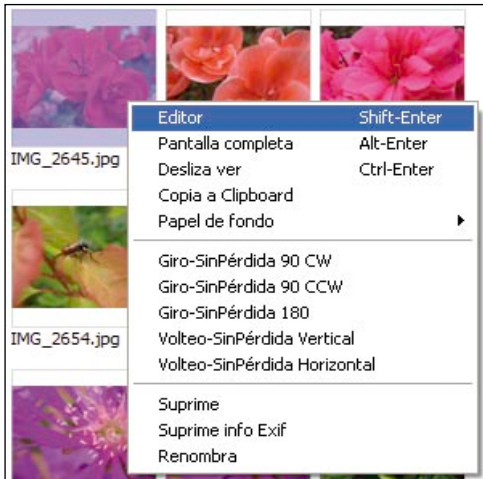 Editor Shift-Enter
IMG_2645.jpg
Pantalla completa Alt-Enter
Desliza ver Ctrl-Enter
Copia a Clipboard
Papel de fondo
Giro-SinPérdida 90 CW
Giro-SinPérdida 90 CCW
Giro-SinPérdida 180
IMG_2654.jpg
Volteo-SinPérdida Vertical
Volteo-SinPérdida Horizontal
Suprime
Suprime info Exif
Renombra